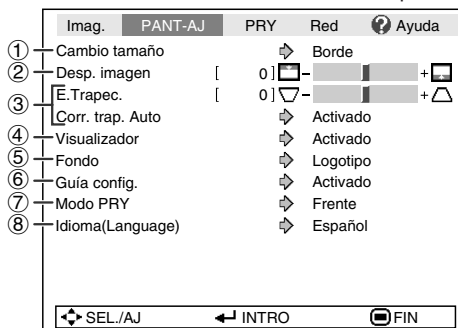 Imag. PANT-AJ PRY Red ? Ayuda
① Cambio tamaño Borde
② Desp. imagen [ 0 ] − +
③ E.Trapec. [ 0 ] − +
Corr. trap. Auto Activado
④ Visualizador Activado
⑤ Fondo Logotipo
⑥ Guía config. Activado
⑦ Modo PRY Frente
⑧ Idioma(Language) Español
SEL./AJ INTRO FIN